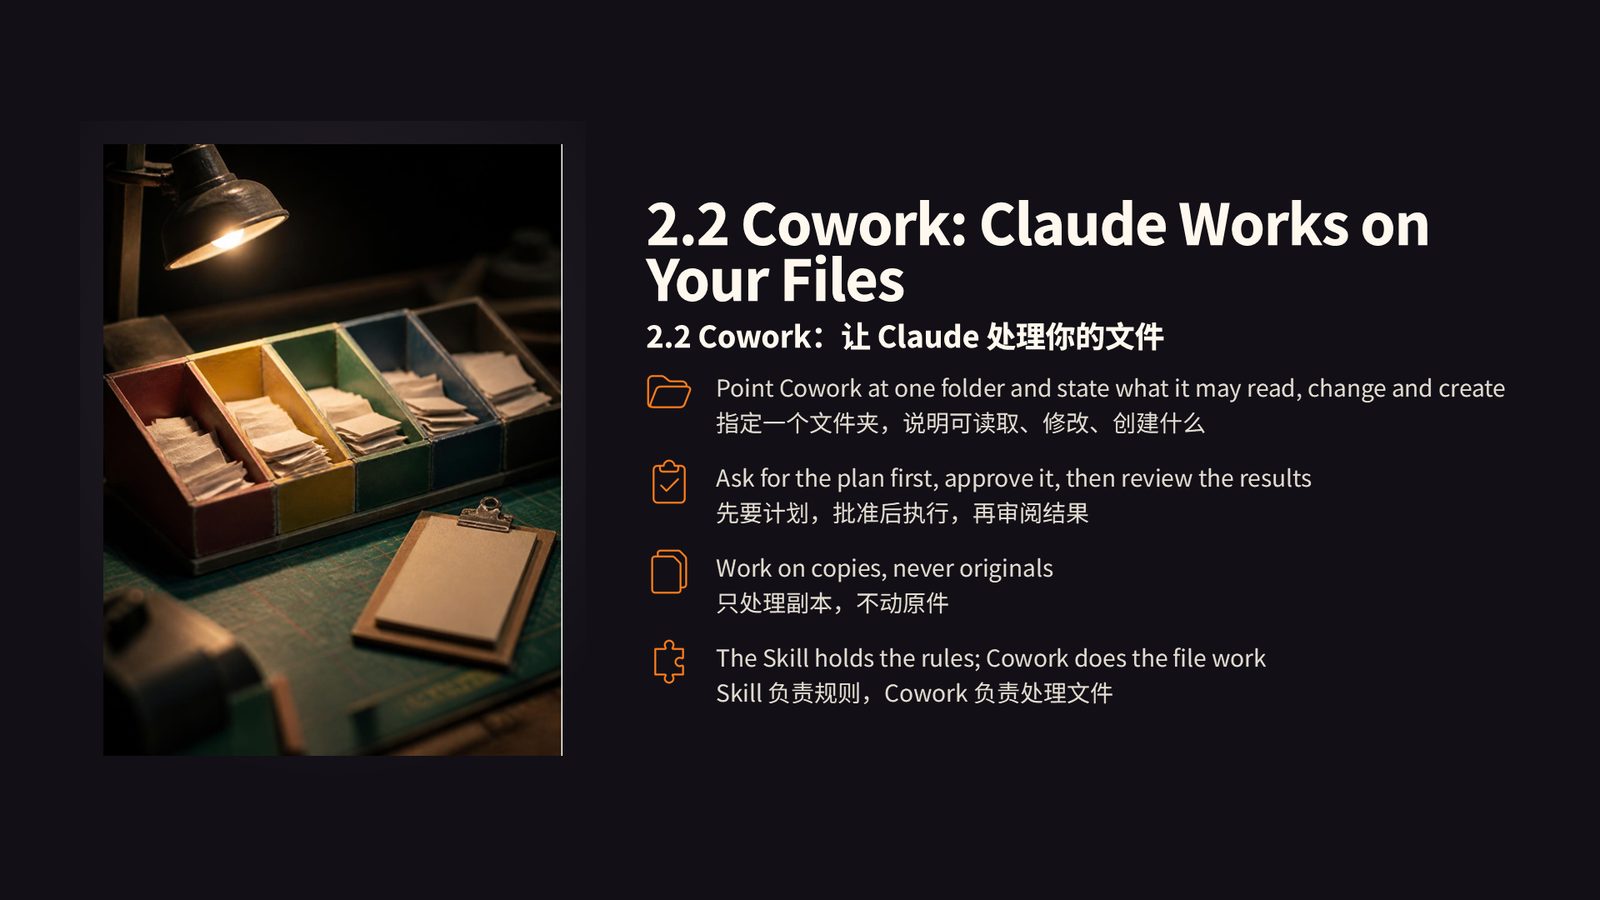 2.2 Cowork: Claude Works on
Your Files
2.2 Cowork：让 Claude 处理你的文件
Point Cowork at one folder and state what it may read, change and create
指定一个文件夹，说明可读取、修改、创建什么
Ask for the plan first, approve it, then review the results
先要计划，批准后执行，再审阅结果
Work on copies, never originals
只处理副本，不动原件
The Skill holds the rules; Cowork does the file work
Skill 负责规则，Cowork 负责处理文件